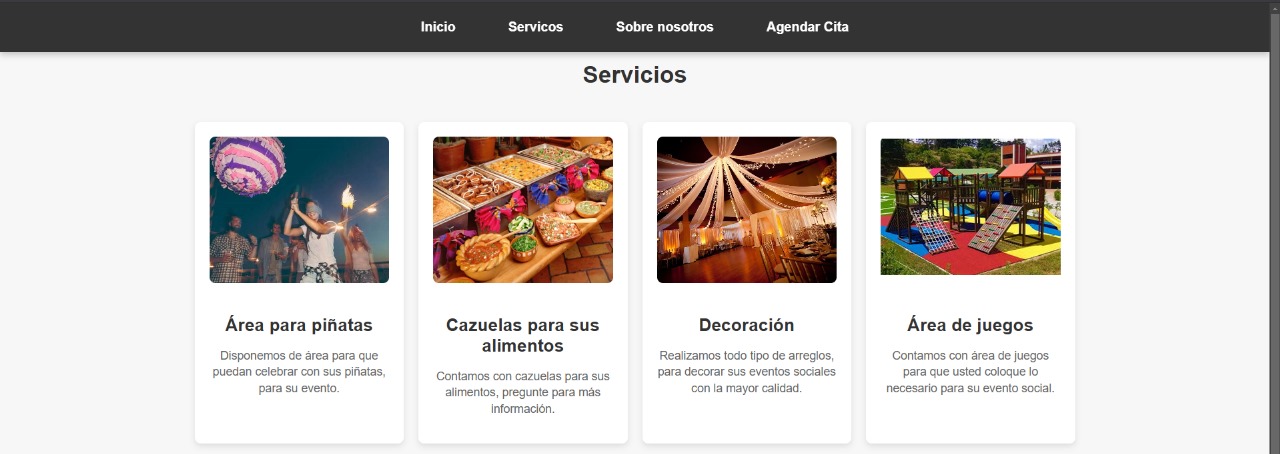 Inicio Servicos Sobre nosotros Agendar Cita
Servicios
Área para piñatas
Disponemos de área para que
puedan celebrar con sus piñatas,
para su evento.
Cazuelas para sus
alimentos
Contamos con cazuelas para sus
alimentos, pregunte para más
información.
Decoración
Realizamos todo tipo de arreglos,
para decorar sus eventos sociales
con la mayor calidad.
Área de juegos
Contamos con área de juegos
para que usted coloque lo
necesario para su evento social.